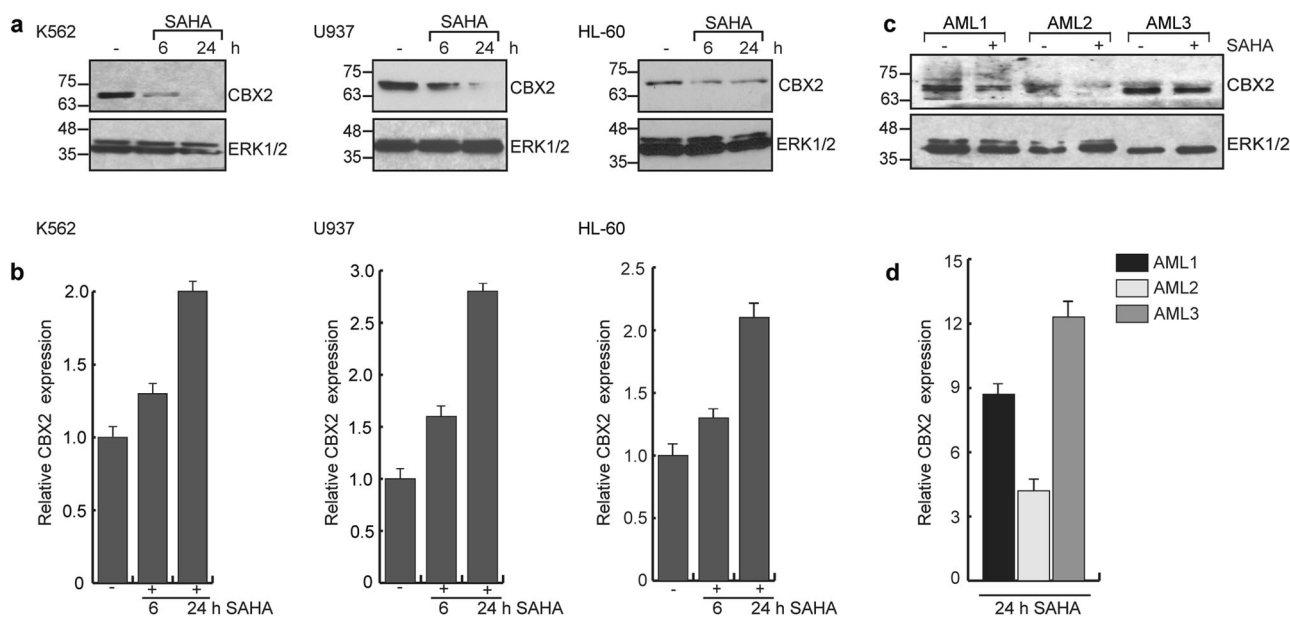 a
K562
SAHA
- 6 24 h
75
63
CBX2
48
35
ERK1/2
U937
SAHA
- 6 24 h
75
63
CBX2
48
35
ERK1/2
HL-60
SAHA
- 6 24 h
75
63
CBX2
48
35
ERK1/2
c
AML1 AML2 AML3
- + - + - + SAHA
75
63
CBX2
48
35
ERK1/2
b
K562
Relative CBX2 expression
2.0
1.5
1.0
0.5
0
- + +
6 24 h SAHA
U937
Relative CBX2 expression
3.0
2.5
2.0
1.5
1.0
0.5
0
- + +
6 24 h SAHA
HL-60
Relative CBX2 expression
2.5
2.0
1.5
1.0
0.5
0
- + +
6 24 h SAHA
d
Relative CBX2 expression
15
12
9
6
3
0
24 h SAHA
AML1
AML2
AML3